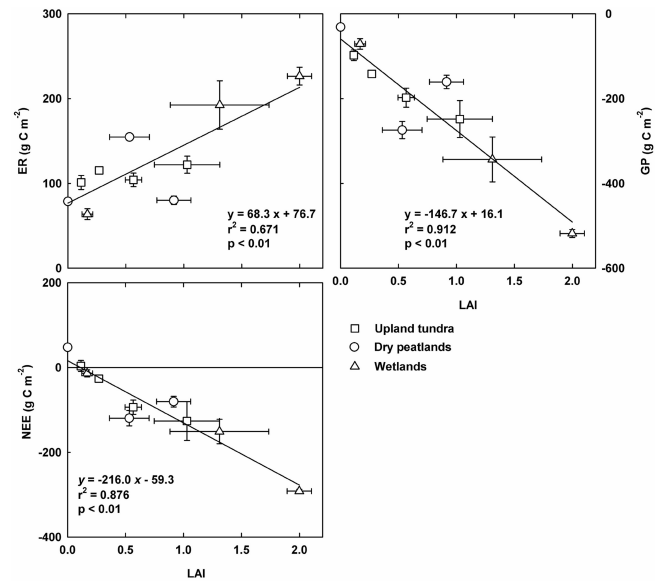 300
200
100
0
ER (g C m-2)
y = 68.3 x + 76.7
r2 = 0.671
p < 0.01
0
-200
-400
-600
GP (g C m-2)
y = -146.7 x + 16.1
r2 = 0.912
p < 0.01
0.0 0.5 1.0 1.5 2.0
LAI
200
0
-200
-400
NEE (g C m-2)
y = -216.0 x - 59.3
r2 = 0.876
p < 0.01
0.0 0.5 1.0 1.5 2.0
LAI
Upland tundra
Dry peatlands
Wetlands